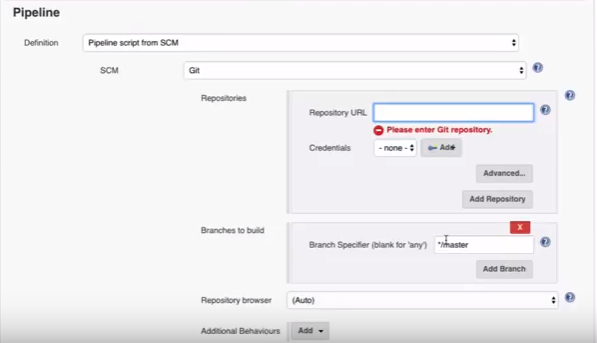 Pipeline
Definition Pipeline script from SCM
SCM Git
Repositories
Repository URL
Please enter Git repository.
Credentials - none - Add
Advanced...
Add Repository
X
Branches to build
Branch Specifier (blank for 'any') */master
Add Branch
Repository browser (Auto)
Additional Behaviours Add